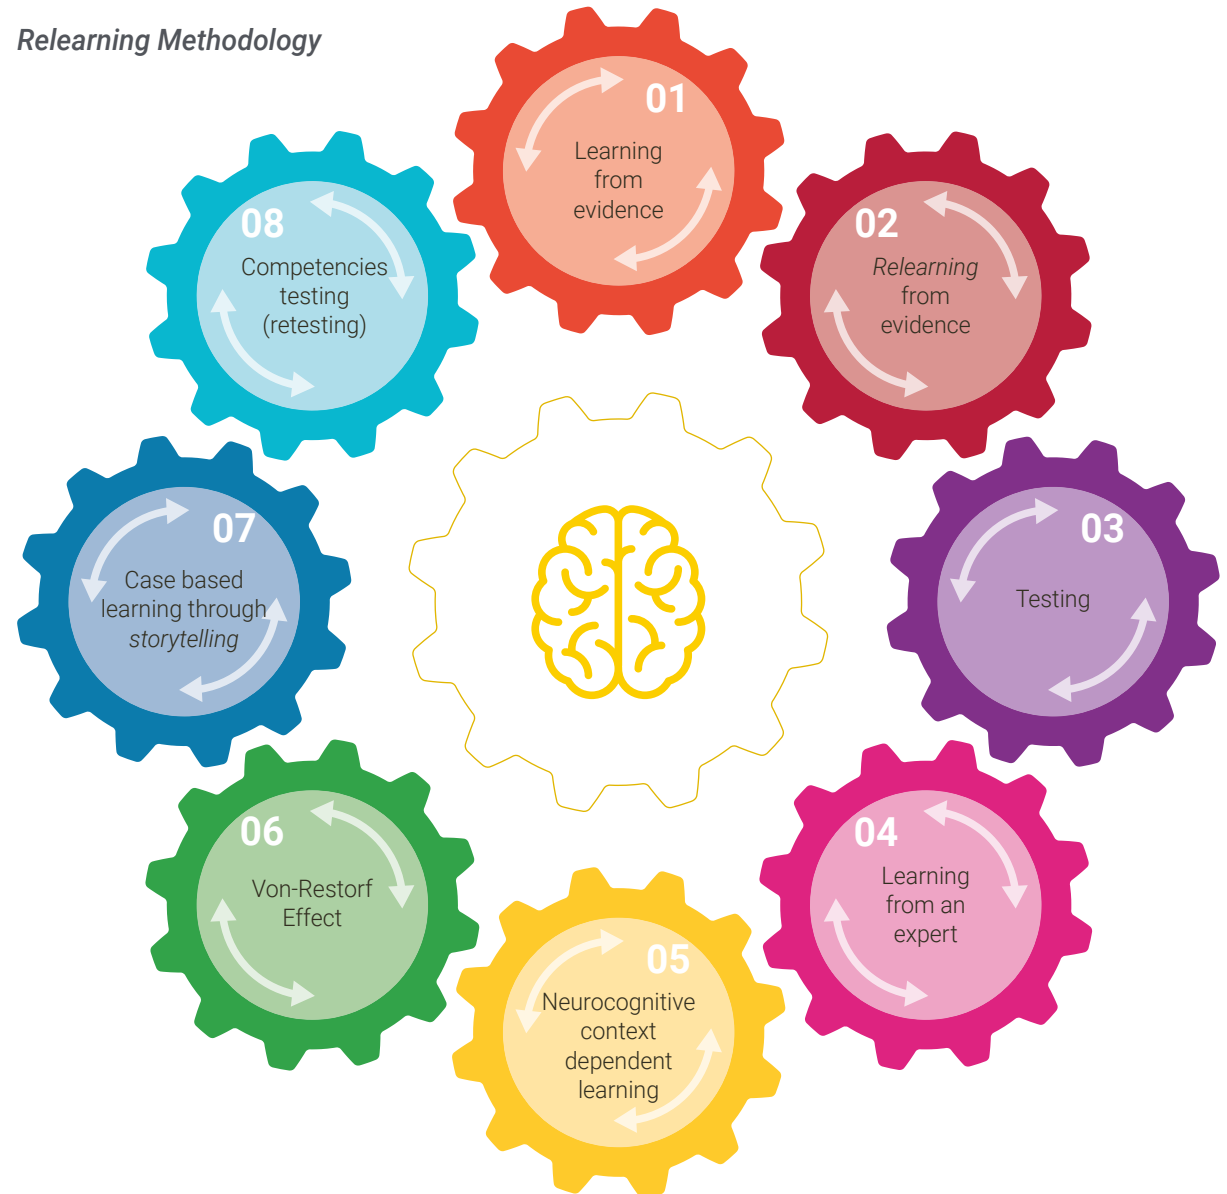 Relearning Methodology
01
Learning
from
evidence
02
Relearning
from
evidence
03
Testing
04
Learning
from an
expert
05
Neurocognitive
context
dependent
learning
06
Von-Restorf
Effect
07
Case based
learning through
storytelling
08
Competencies
testing
(retesting)